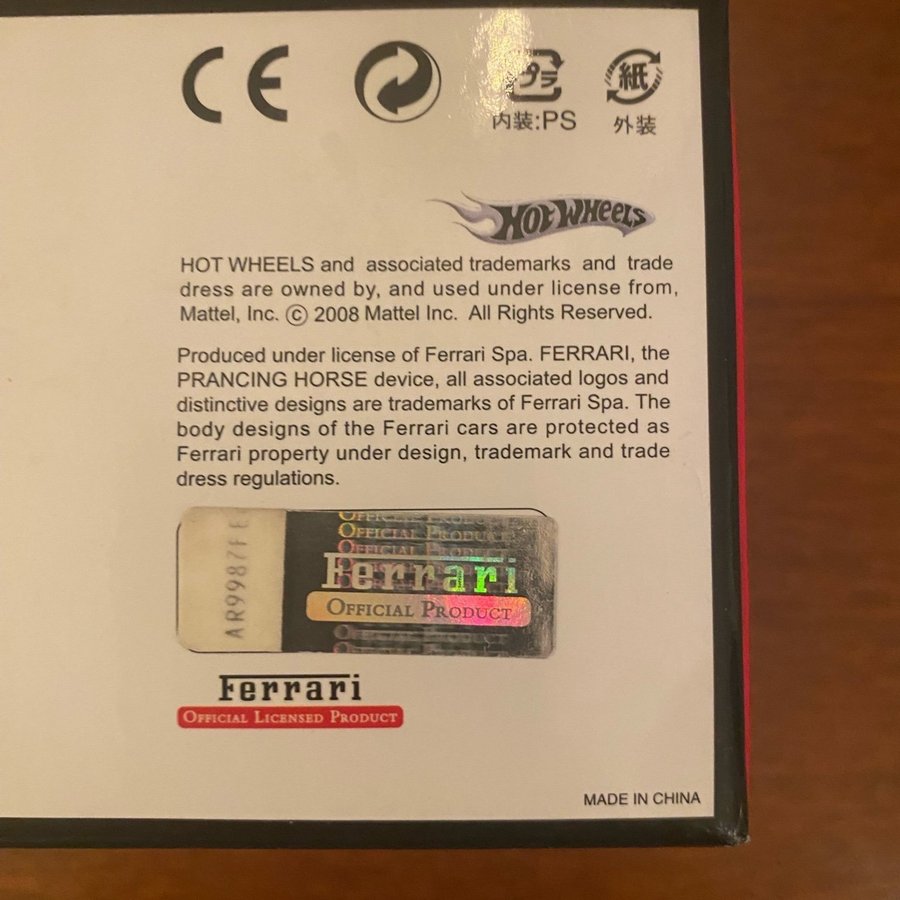 CE
プラ
紙
内装:PS
外装
HOT WHEELS
HOT WHEELS and associated trademarks and trade
dress are owned by, and used under license from,
Mattel, Inc. ⓒ 2008 Mattel Inc. All Rights Reserved.
Produced under license of Ferrari Spa. FERRARI, the
PRANCING HORSE device, all associated logos and
distinctive designs are trademarks of Ferrari Spa. The
body designs of the Ferrari cars are protected as
Ferrari property under design, trademark and trade
dress regulations.
OFFICIAL PRODUCT
OFFICIAL PRODUCT
Ferrari
OFFICIAL PRODUCT
Ferrari
OFFICIAL LICENSED PRODUCT
MADE IN CHINA